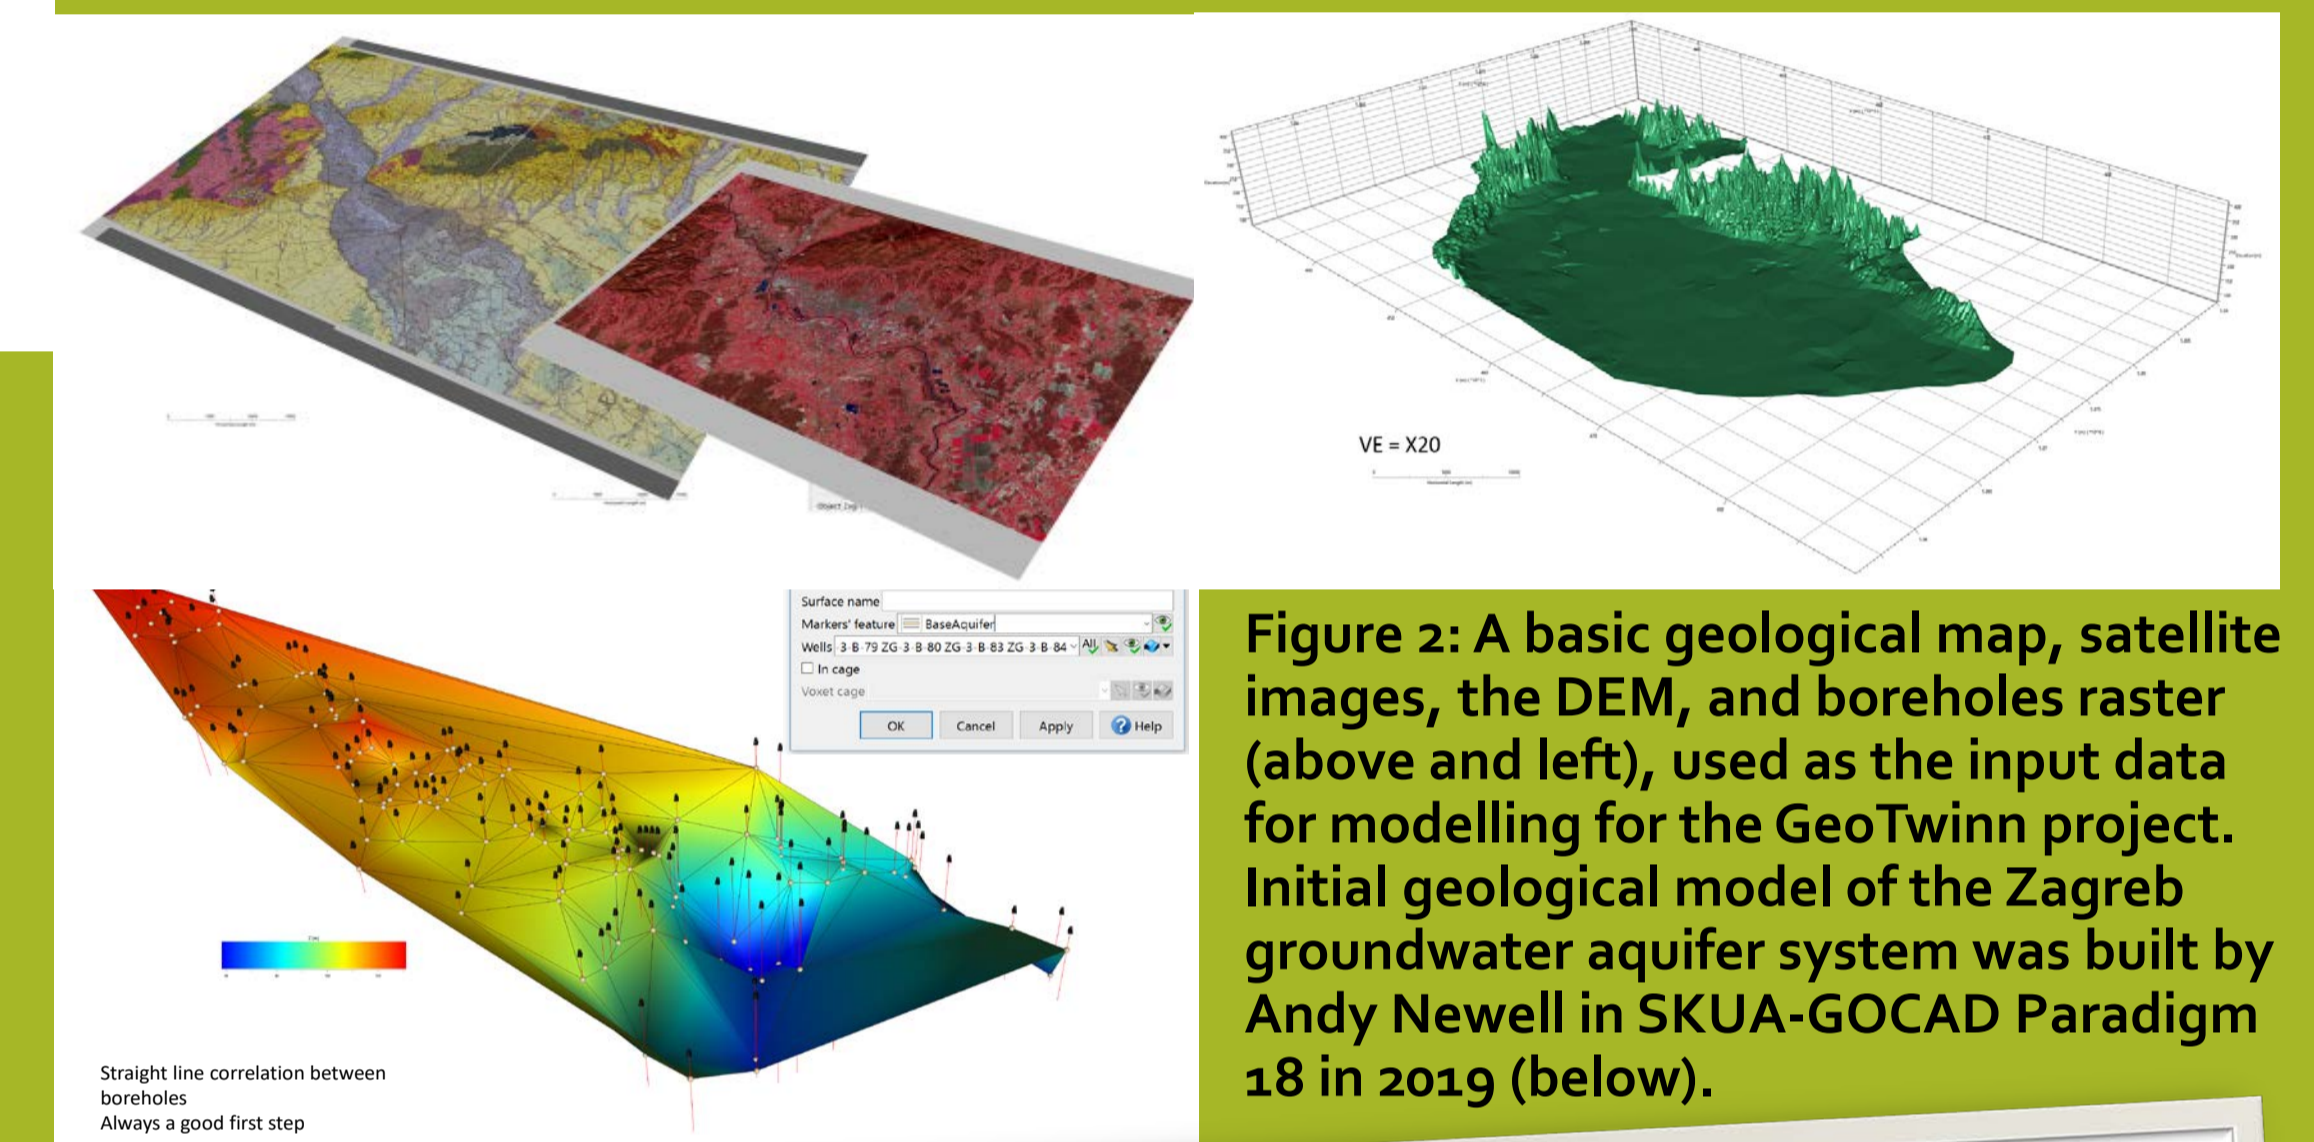 Object Zag
VE = X20
Surface name
Markers' feature BaseAquifer
Wells -3-B-79 ZG-3-B-80 ZG-3-B-83 ZG-3-B-84 All
In cage
Voxet cage
OK Cancel Apply Help
Straight line correlation between
boreholes
Always a good first step
Figure 2: A basic geological map, satellite
images, the DEM, and boreholes raster
(above and left), used as the input data
for modelling for the GeoTwinn project.
Initial geological model of the Zagreb
groundwater aquifer system was built by
Andy Newell in SKUA-GOCAD Paradigm
18 in 2019 (below).